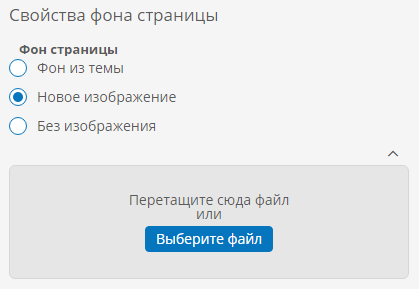 Свойства фона страницы
Фон страницы
Фон из темы
Новое изображение
Без изображения
Перетащите сюда файл
или
Выберите файл